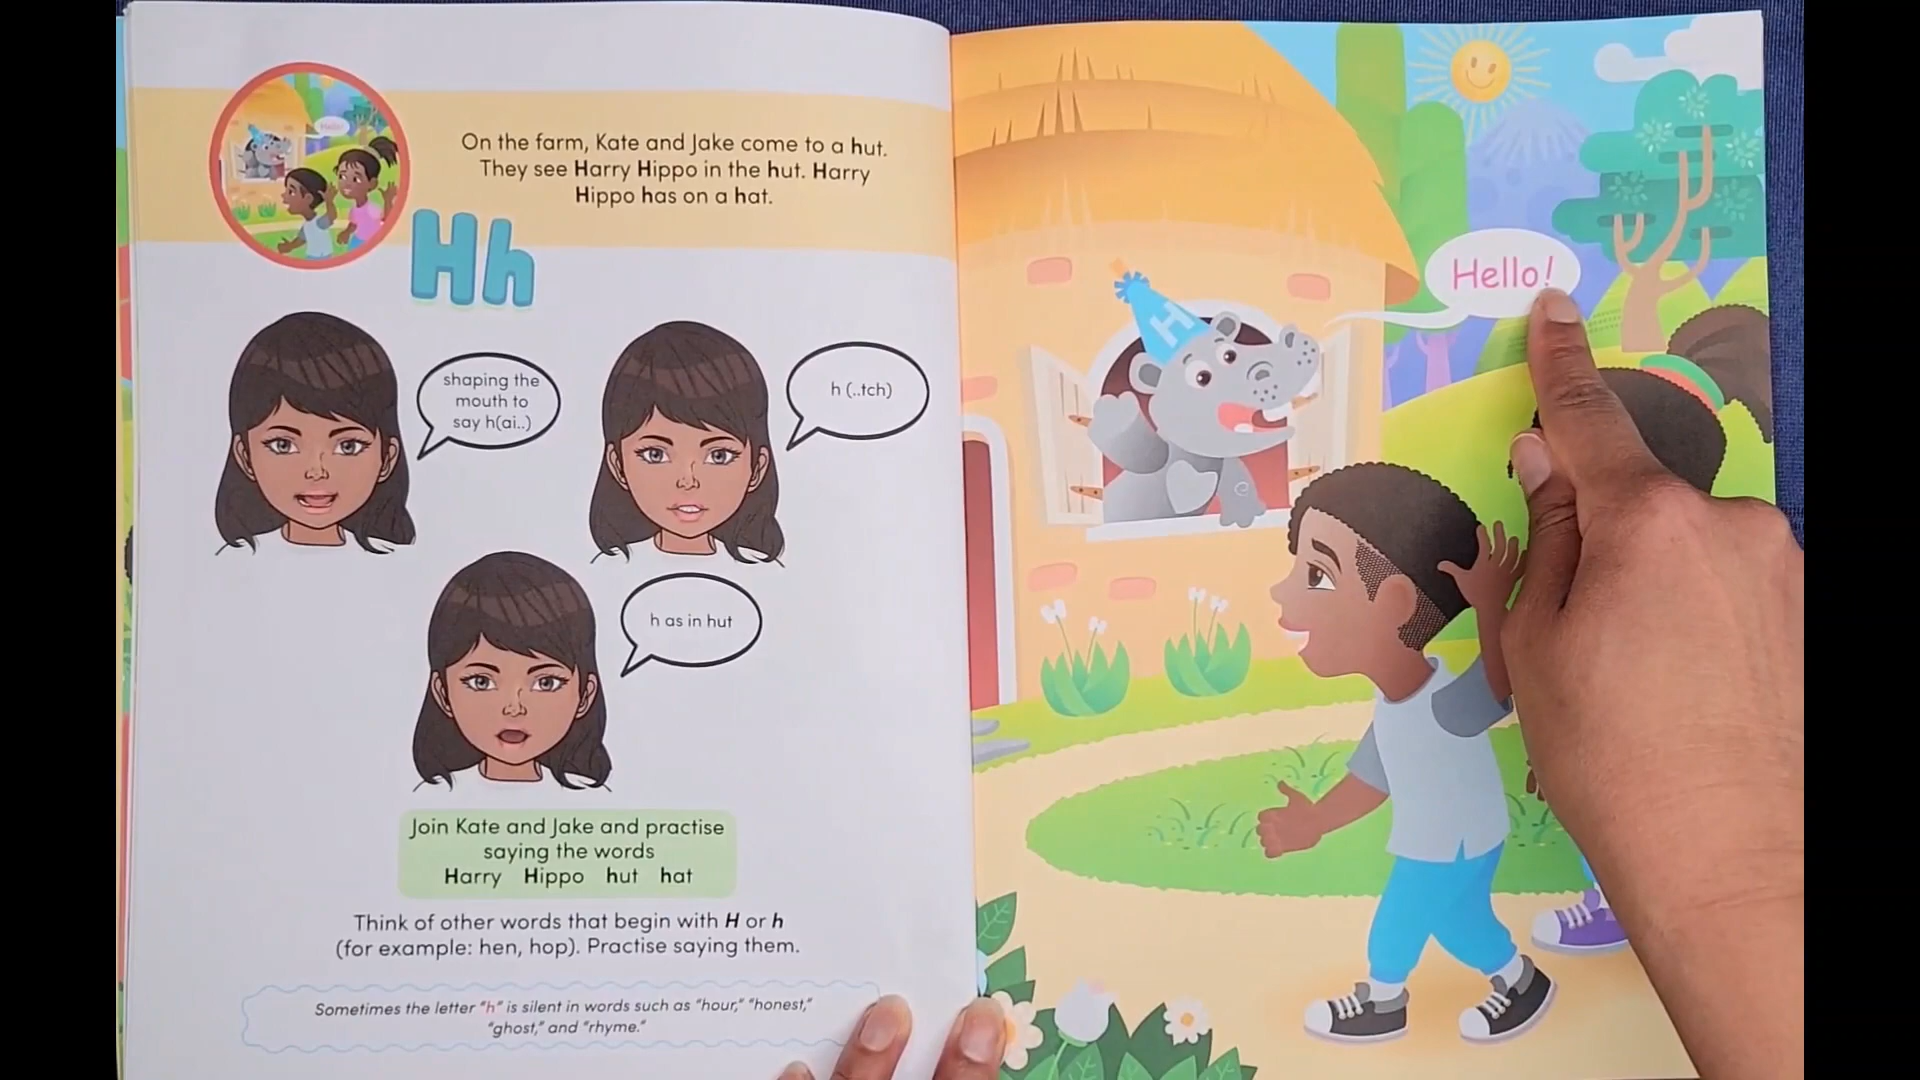 On the farm, Kate and Jake come to a hut.
They see Harry Hippo in the hut. Harry
Hippo has on a hat.
Hh
shaping the
mouth to
say h(ai..)
h (..tch)
h as in hut
Join Kate and Jake and practise
saying the words
Harry Hippo hut hat
Think of other words that begin with H or h
(for example: hen, hop). Practise saying them.
Sometimes the letter "h" is silent in words such as "hour," "honest,"
"ghost," and "rhyme."
Hello!
H